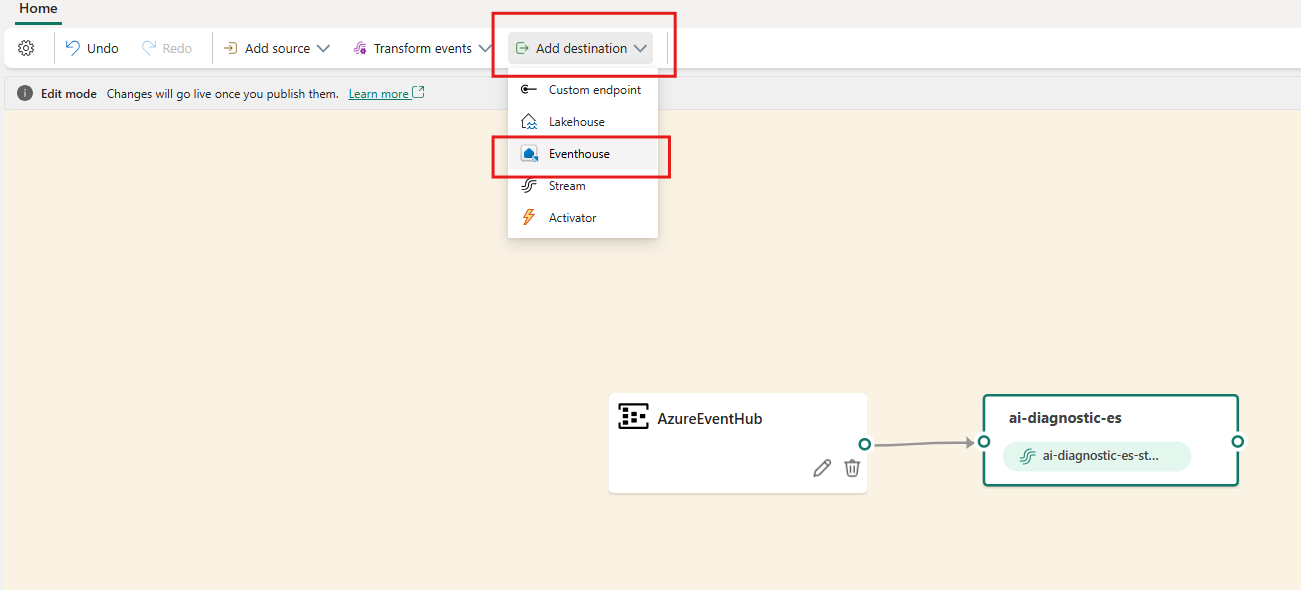 Home
Undo Redo Add source Transform events Add destination
Edit mode Changes will go live once you publish them. Learn more
Custom endpoint
Lakehouse
Eventhouse
Stream
Activator
AzureEventHub
ai-diagnostic-es
ai-diagnostic-es-st...